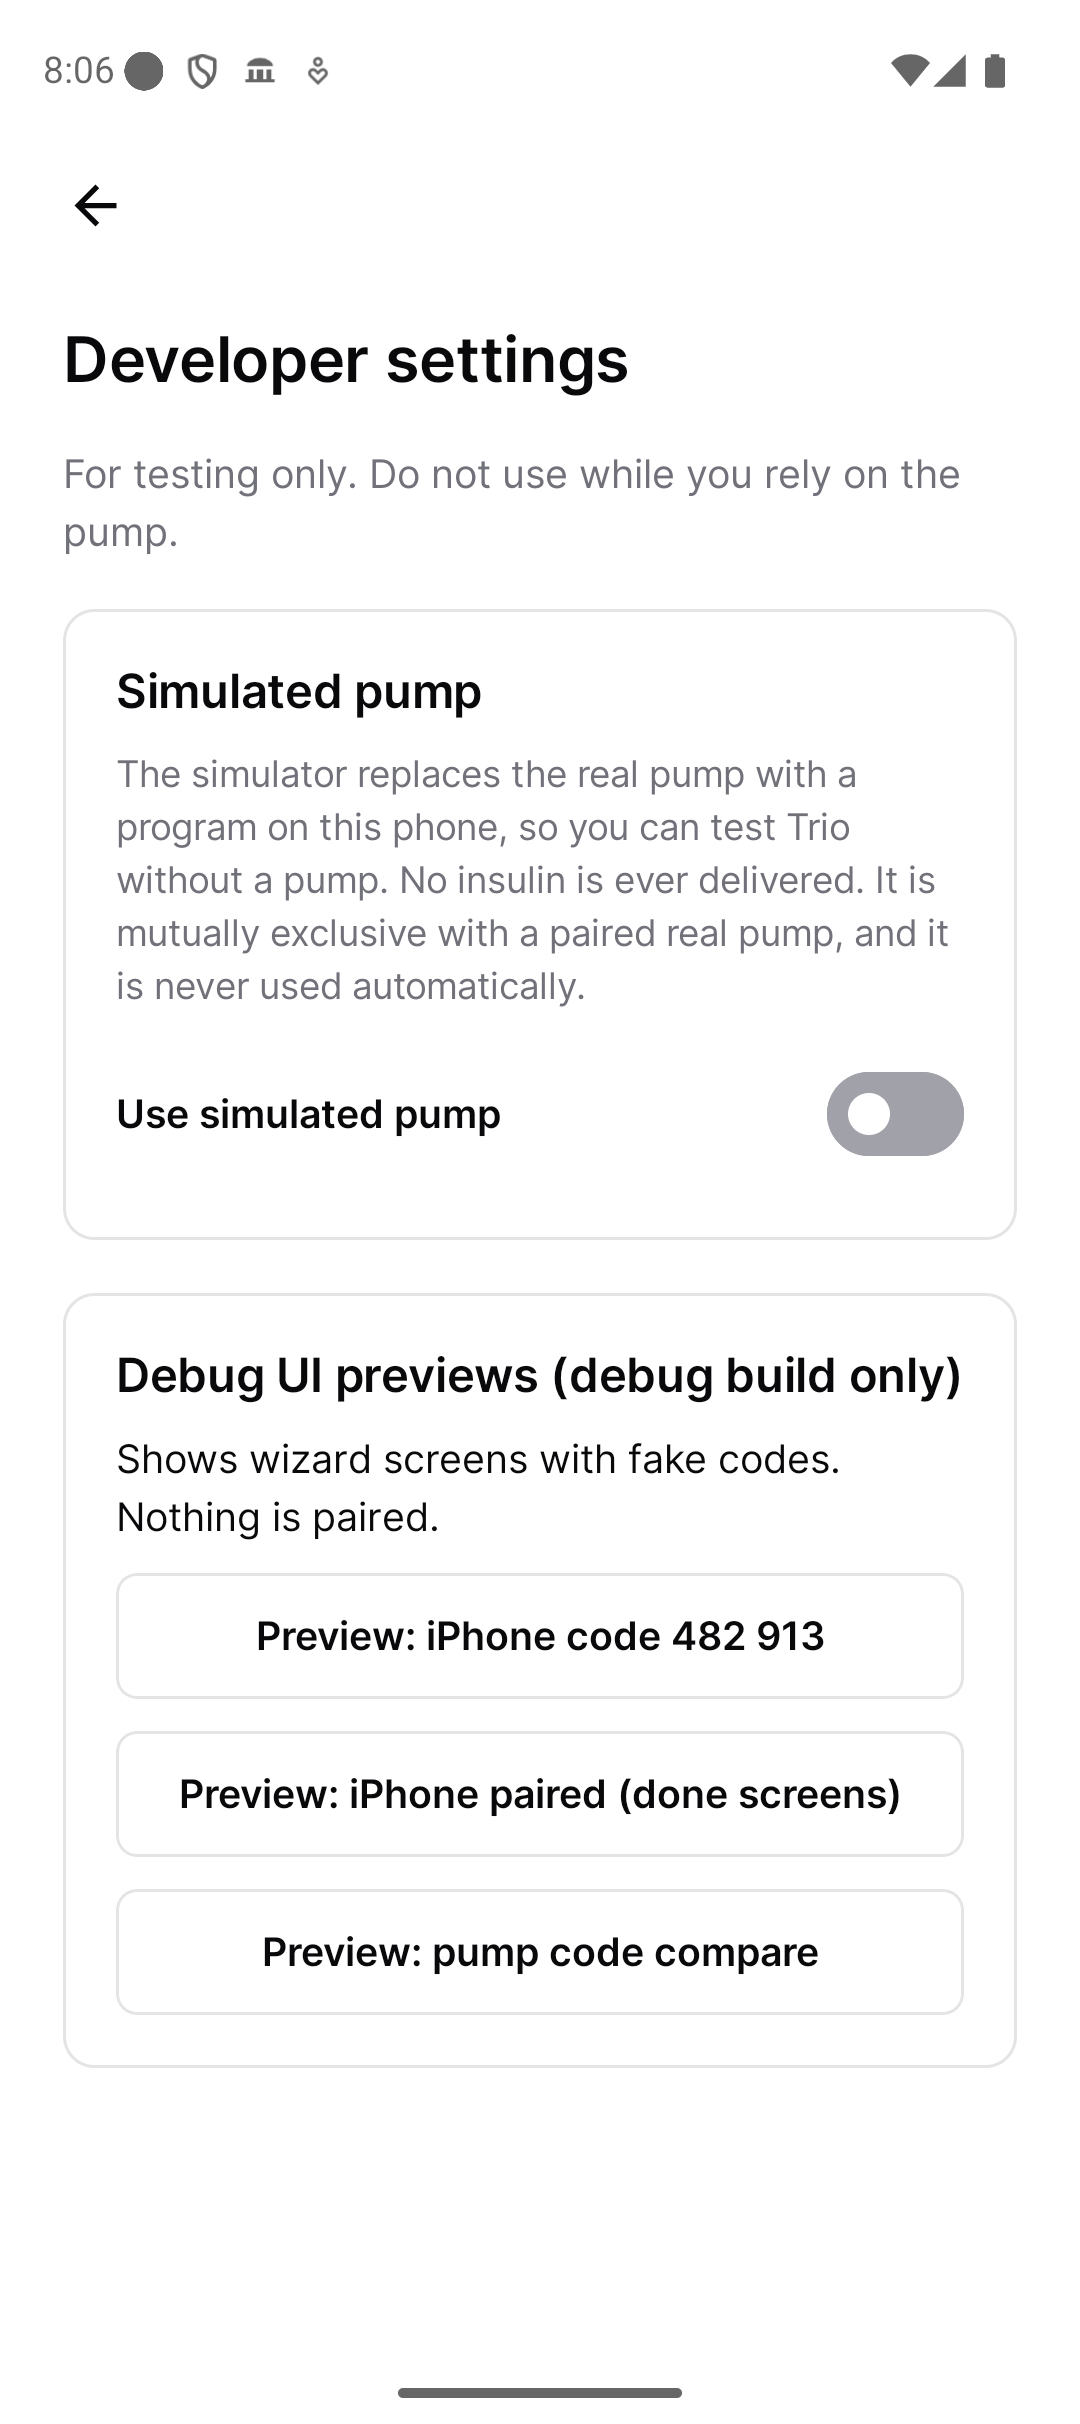 8:06
Developer settings
For testing only. Do not use while you rely on the
pump.
Simulated pump
The simulator replaces the real pump with a
program on this phone, so you can test Trio
without a pump. No insulin is ever delivered. It is
mutually exclusive with a paired real pump, and it
is never used automatically.
Use simulated pump
Debug UI previews (debug build only)
Shows wizard screens with fake codes.
Nothing is paired.
Preview: iPhone code 482 913
Preview: iPhone paired (done screens)
Preview: pump code compare